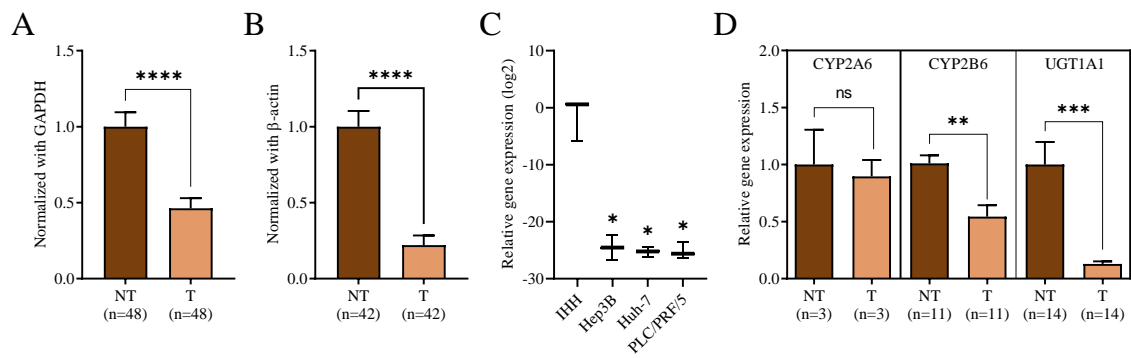 A
Normalized with GAPDH
1.5
1.0
0.5
0.0
****
NT
(n=48)
T
(n=48)
B
Normalized with β-actin
1.5
1.0
0.5
0.0
****
NT
(n=42)
T
(n=42)
C
Relative gene expression (log2)
10
0
-10
-20
-30
*
*
*
IHH
Hep3B
Huh-7
PLC/PRF/5
D
Relative gene expression
2.0
1.5
1.0
0.5
0.0
CYP2A6
CYP2B6
UGT1A1
ns
**
***
NT
(n=3)
T
(n=3)
NT
(n=11)
T
(n=11)
NT
(n=14)
T
(n=14)